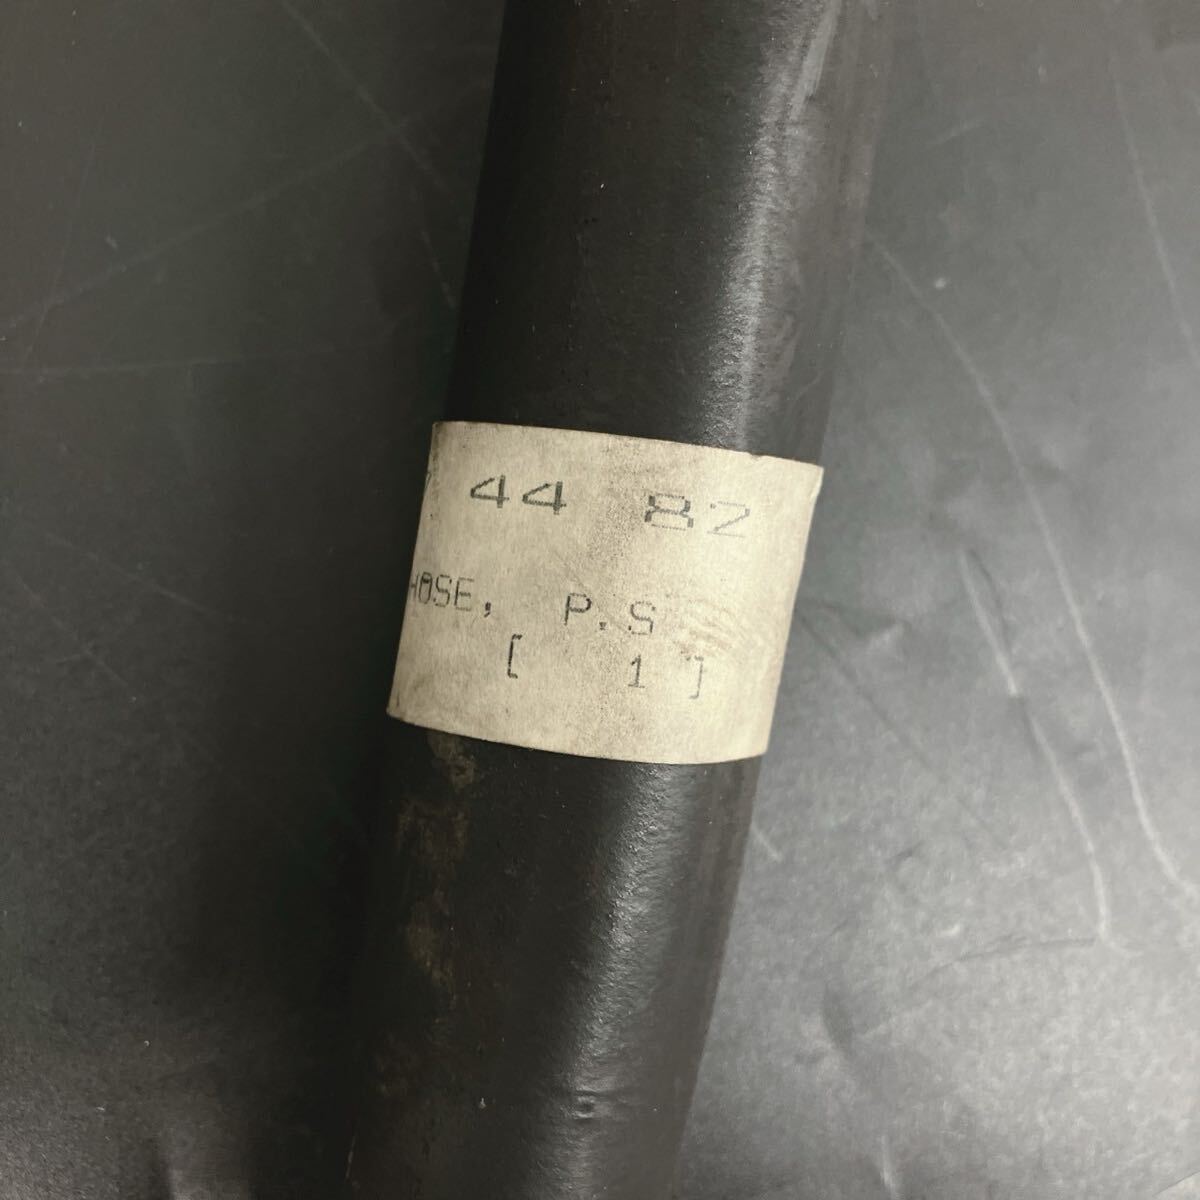 44 82
HOSE, P.S
[ 1 ]